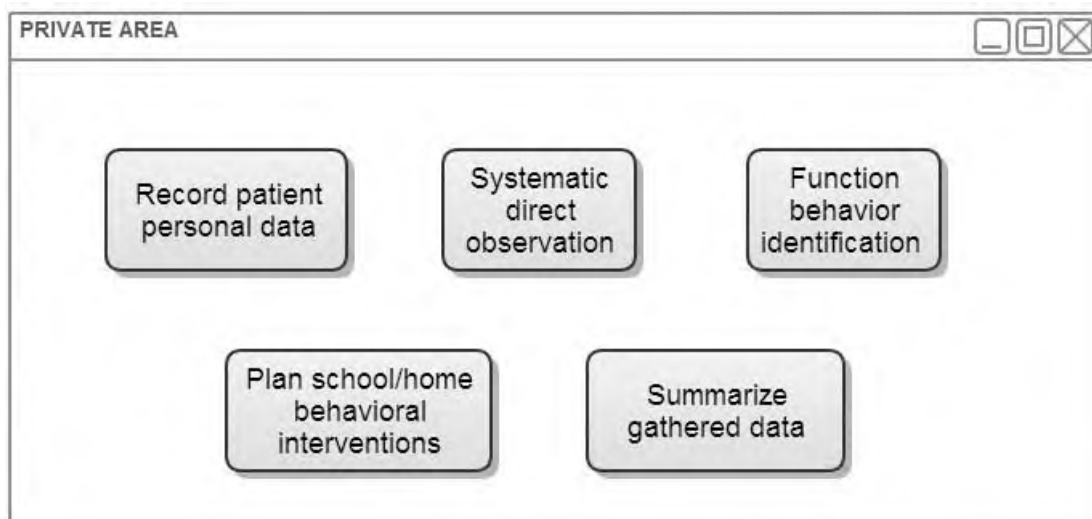 PRIVATE AREA
Record patient
personal data
Systematic
direct
observation
Function
behavior
identification
Plan school/home
behavioral
interventions
Summarize
gathered data